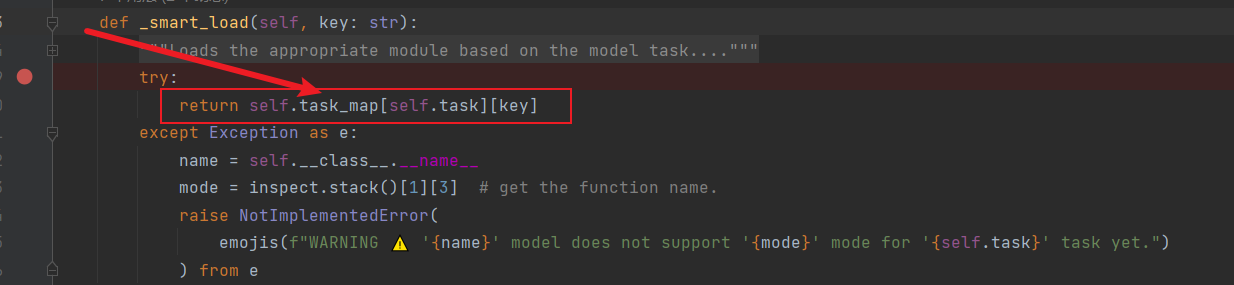 def _smart_load(self, key: str):
"""Loads the appropriate module based on the model task...."""
try:
return self.task_map[self.task][key]
except Exception as e:
name = self.__class__.__name__
mode = inspect.stack()[1][3]  # get the function name.
raise NotImplementedError(
emojis(f"WARNING ⚠️ '{name}' model does not support '{mode}' mode for '{self.task}' task yet.")
) from e